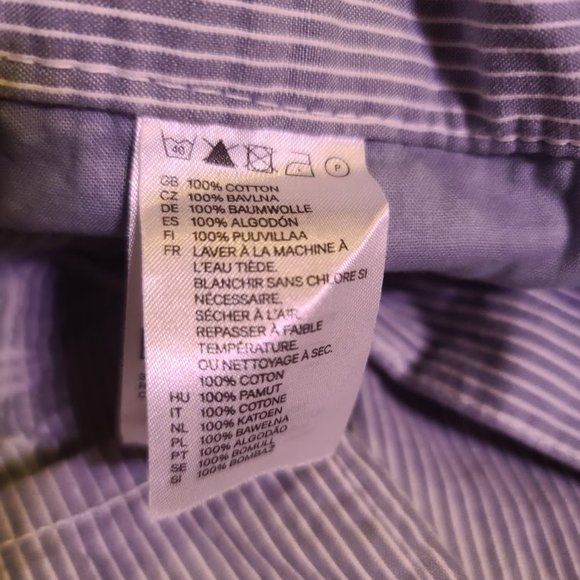 40
P
GB 100% COTTON
CZ 100% BAVLNA
DE 100% BAUMWOLLE
ES 100% ALGODÓN
FI 100% PUUVILLAA
FR LAVER À LA MACHINE À
L'EAU TIÈDE.
BLANCHIR SANS CHLORE SI
NÉCESSAIRE.
SÉCHER À L'AIR.
REPASSER À FAIBLE
TEMPÉRATURE.
OU NETTOYAGE À SEC.
100% COTON
HU 100% PAMUT
IT 100% COTONE
NL 100% KATOEN
PL 100% BAWEŁNA
PT 100% ALGODÃO
SE 100% BOMULL
SI 100% BOMBAŽ